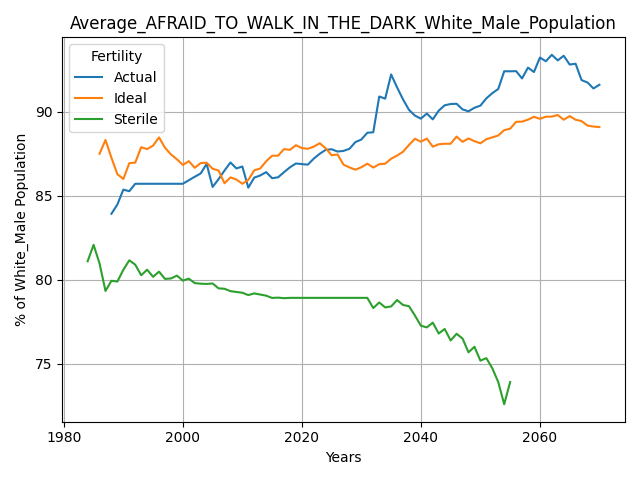 Average_AFRAID_TO_WALK_IN_THE_DARK_White_Male_Population
Fertility
Actual
Ideal
Sterile
% of White_Male Population
90
85
80
75
1980
2000
2020
2040
2060
Years